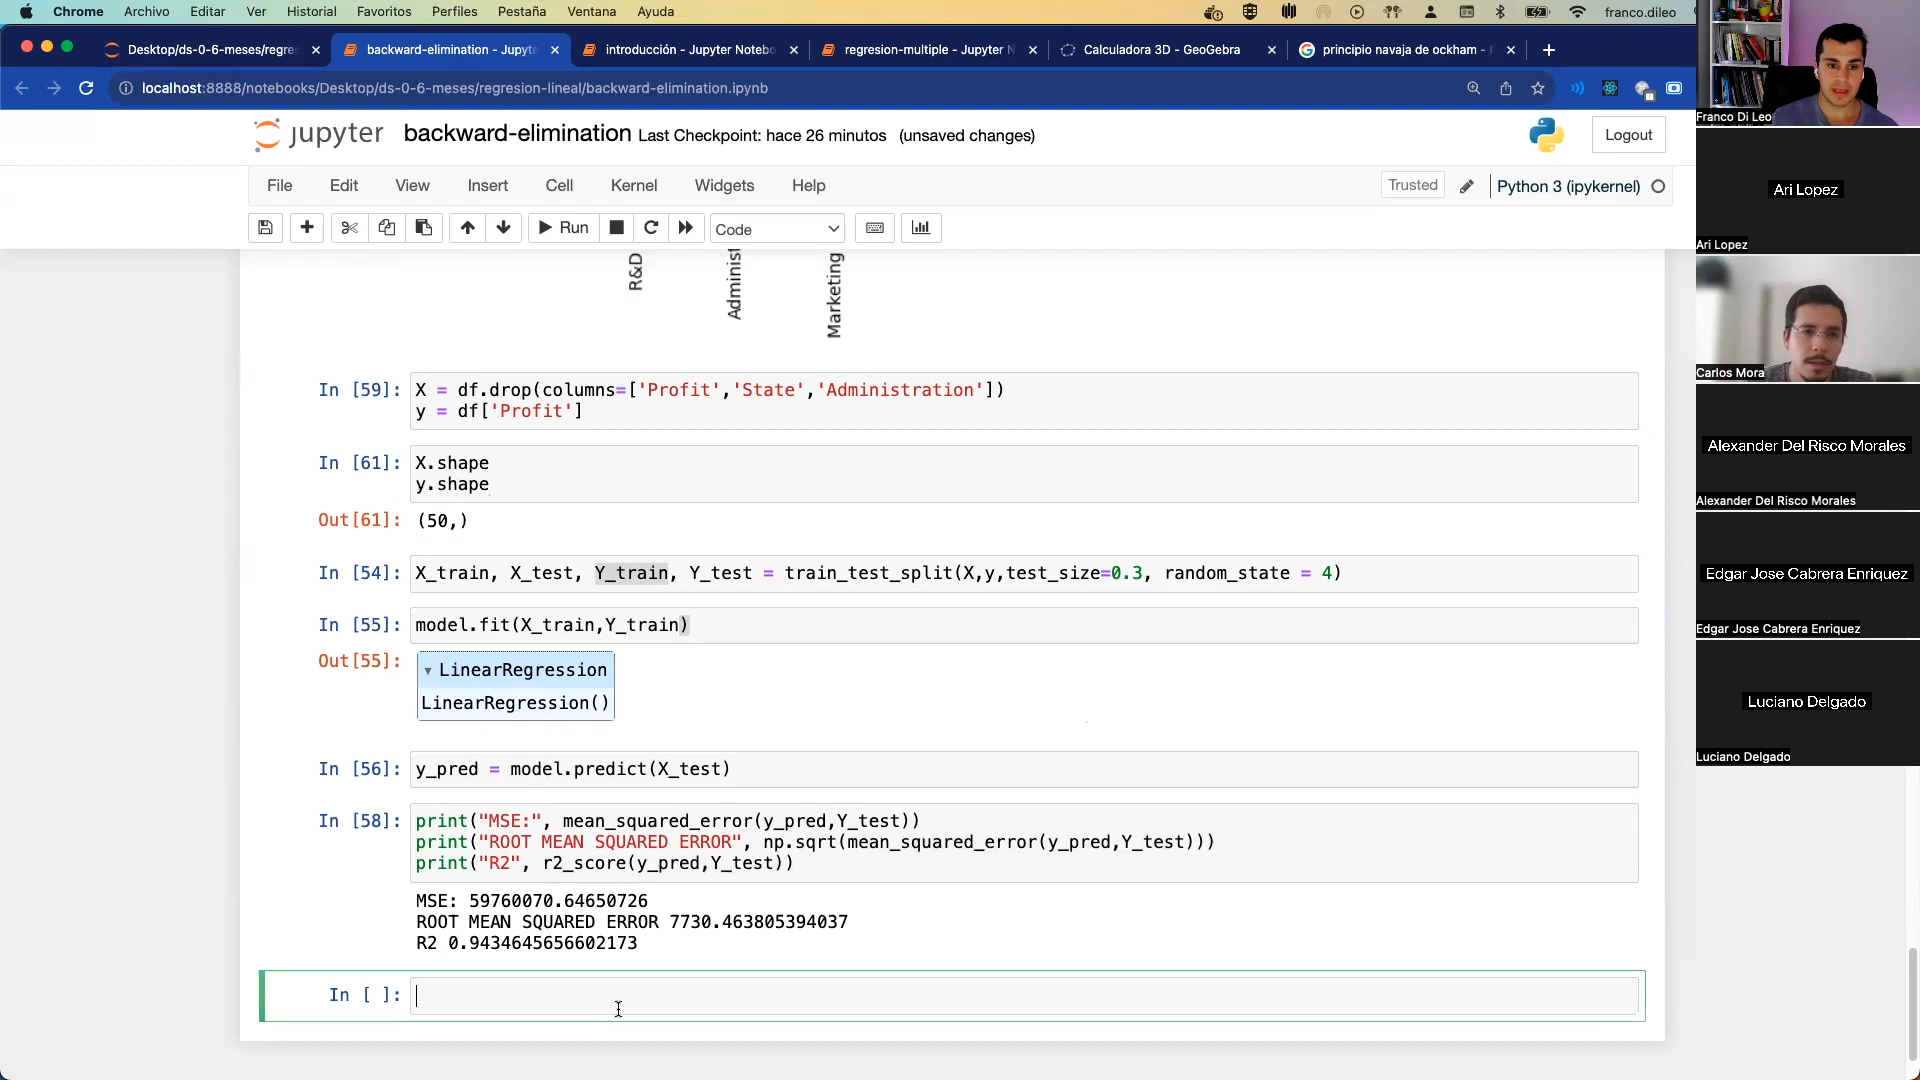 Chrome Archivo Editar Ver Historial Favoritos Perfiles Pestaña Ventana Ayuda franco.dileo
Desktop/ds-0-6-meses/regre
backward-elimination - Jupyt
introducción - Jupyter Notebo
regresion-multiple - Jupyter N
Calculadora 3D - GeoGebra
principio navaja de ockham -
localhost:8888/notebooks/Desktop/ds-0-6-meses/regresion-lineal/backward-elimination.ipynb
jupyter backward-elimination Last Checkpoint: hace 26 minutos (unsaved changes)
Logout
File Edit View Insert Cell Kernel Widgets Help
Trusted Python 3 (ipykernel)
Run Code
R&D
Administ
Marketing
In [59]: X = df.drop(columns=['Profit','State','Administration'])
y = df['Profit']
In [61]: X.shape
y.shape
Out[61]: (50,)
In [54]: X_train, X_test, Y_train, Y_test = train_test_split(X,y,test_size=0.3, random_state = 4)
In [55]: model.fit(X_train,Y_train)
Out[55]: ▾ LinearRegression
LinearRegression()
In [56]: y_pred = model.predict(X_test)
In [58]: print("MSE:", mean_squared_error(y_pred,Y_test))
print("ROOT MEAN SQUARED ERROR", np.sqrt(mean_squared_error(y_pred,Y_test)))
print("R2", r2_score(y_pred,Y_test))
MSE: 59760070.64650726
ROOT MEAN SQUARED ERROR 7730.463805394037
R2 0.9434645656602173
In [ ]:
Franco Di Leo
Ari Lopez
Ari Lopez
Carlos Mora
Alexander Del Risco Morales
Alexander Del Risco Morales
Edgar Jose Cabrera Enriquez
Edgar Jose Cabrera Enriquez
Luciano Delgado
Luciano Delgado